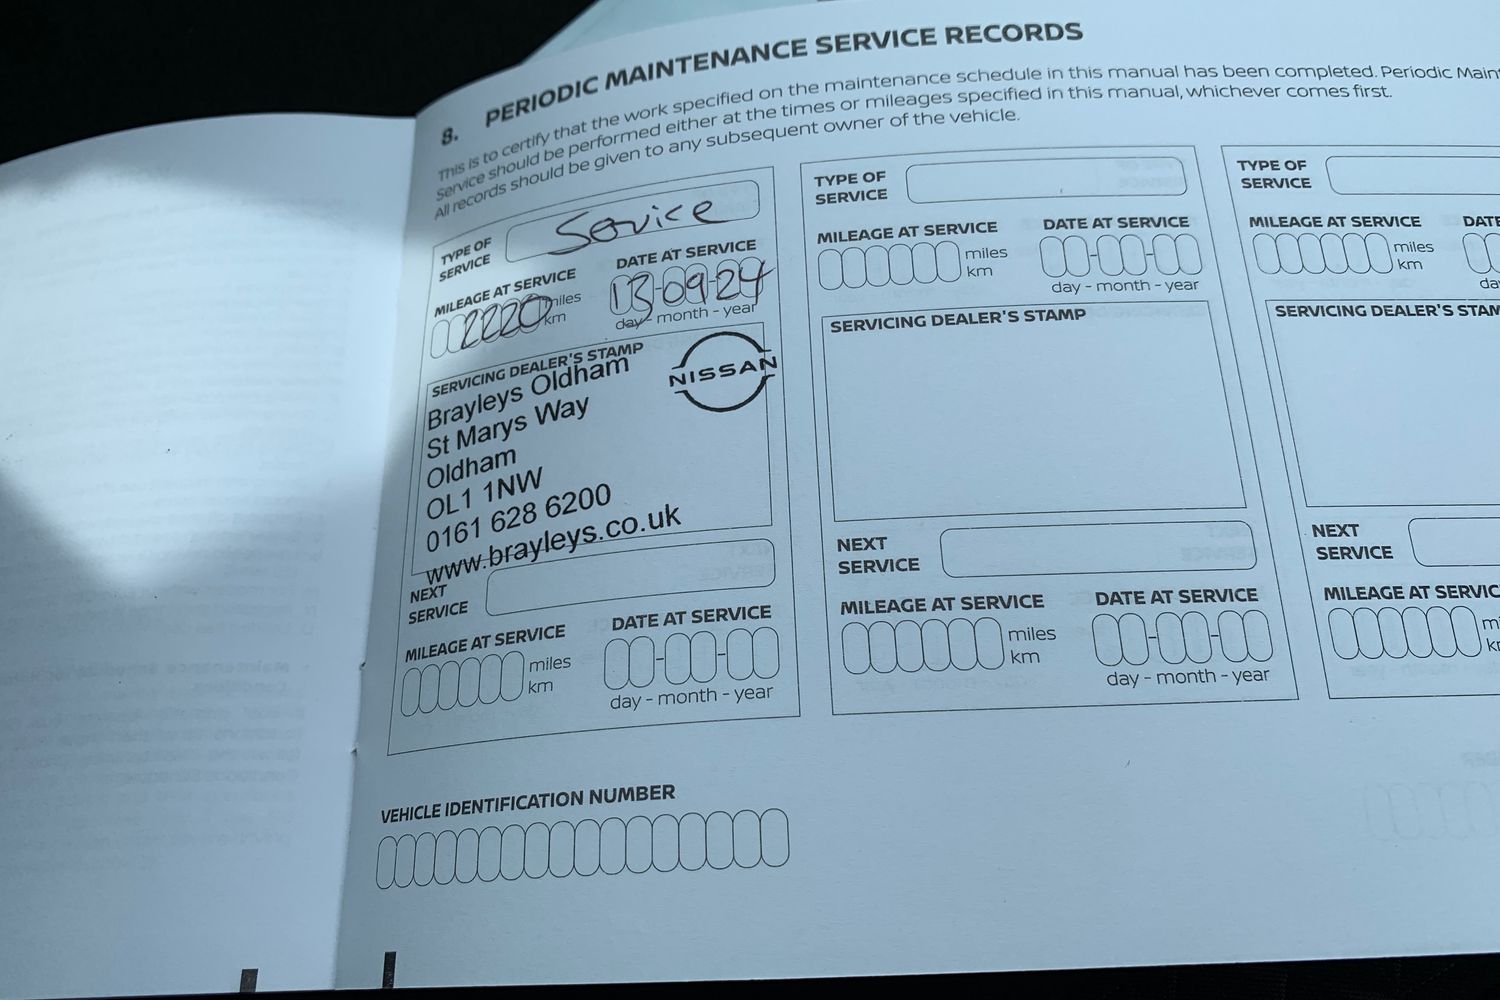 8. PERIODIC MAINTENANCE SERVICE RECORDS
This is to certify that the work specified on the maintenance schedule in this manual has been completed. Periodic
Service should be performed either at the times or mileages specified in this manual, whichever comes first.
All records should be given to any subsequent owner of the vehicle.
TYPE OF
SERVICE
Service
MILEAGE AT SERVICE
2220 miles
km
DATE AT SERVICE
13-09-24
day - month - year
SERVICING DEALER'S STAMP
NISSAN
Brayleys Oldham
St Marys Way
Oldham
OL1 1NW
0161 628 6200
www.brayleys.co.uk
NEXT
SERVICE
MILEAGE AT SERVICE
miles
km
DATE AT SERVICE
day - month - year
TYPE OF
SERVICE
MILEAGE AT SERVICE
miles
km
DATE AT SERVICE
day - month - year
SERVICING DEALER'S STAMP
NEXT
SERVICE
MILEAGE AT SERVICE
miles
km
DATE AT SERVICE
day - month - year
TYPE OF
SERVICE
MILEAGE AT SERVICE
miles
km
DATE
SERVICING DEALER'S
NEXT
SERVICE
MILEAGE AT
VEHICLE IDENTIFICATION NUMBER